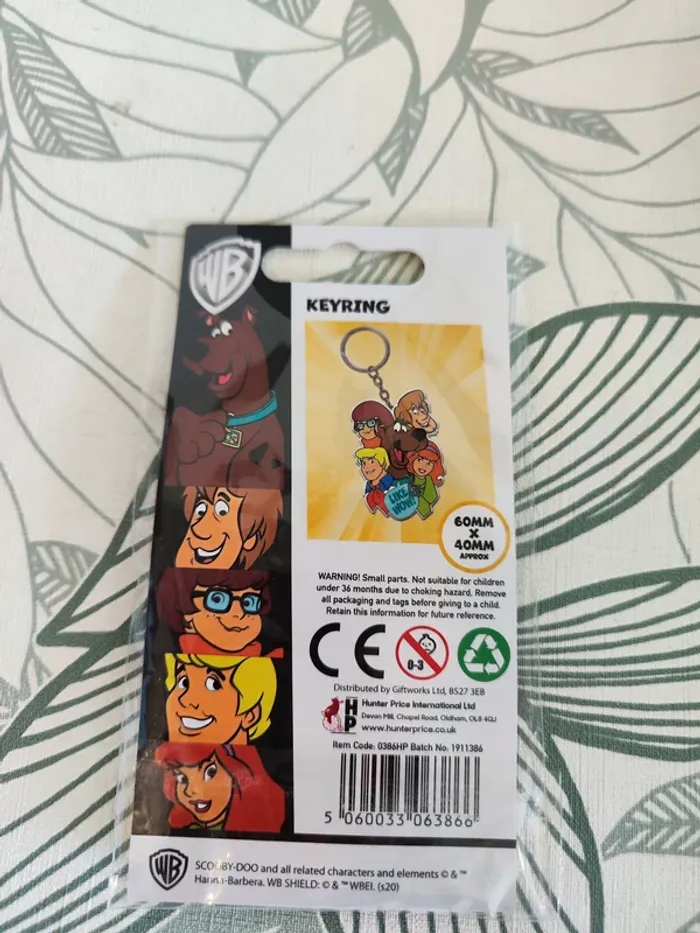 WB
KEYRING
LIKE
WOW!
60MM
X
40MM
APPROX
WARNING! Small parts. Not suitable for children
under 36 months due to choking hazard. Remove
all packaging and tags before giving to a child.
Retain this information for future reference.
CE
0-3
Distributed by Giftworks Ltd, BS27 3EB
HP
Hunter Price International Ltd
Devon Mill, Chapel Road, Oldham, OL8 4QJ
www.hunterprice.co.uk
Item Code: 0386HP Batch No: 1911386
5 060033 063866
WB
SCOOBY-DOO and all related characters and elements © & ™
Hanna-Barbera. WB SHIELD: © & ™ WBEI. (s20)